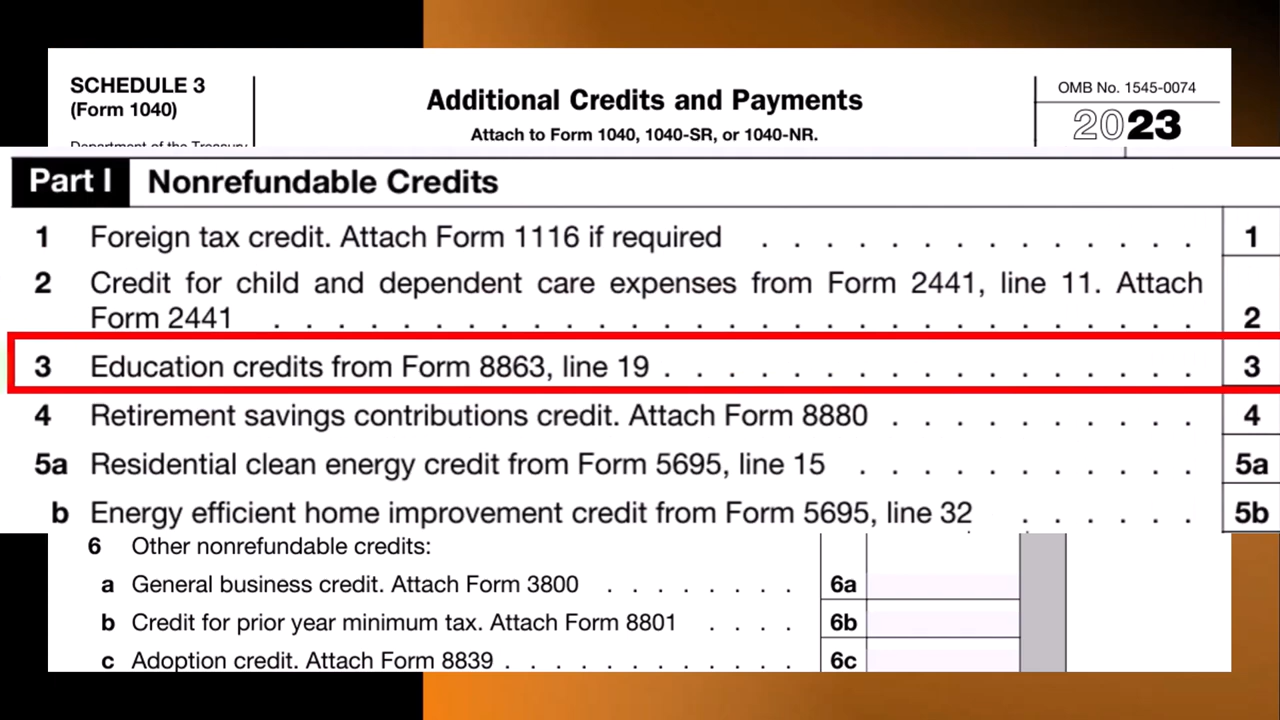 SCHEDULE 3
(Form 1040)
Department of the Treasury
Additional Credits and Payments
Attach to Form 1040, 1040-SR, or 1040-NR.
OMB No. 1545-0074
2023
Part I Nonrefundable Credits
1 Foreign tax credit. Attach Form 1116 if required . . . . . . . . . . . . . . 1
2 Credit for child and dependent care expenses from Form 2441, line 11. Attach
Form 2441 . . . . . . . . . . . . . . . . . . . . . . . . . . . . . 2
3 Education credits from Form 8863, line 19 . . . . . . . . . . . . . . . . . 3
4 Retirement savings contributions credit. Attach Form 8880 . . . . . . . . . . 4
5a Residential clean energy credit from Form 5695, line 15 . . . . . . . . . . . 5a
b Energy efficient home improvement credit from Form 5695, line 32 . . . . . . 5b
6 Other nonrefundable credits:
a General business credit. Attach Form 3800 . . . . . . . . 6a
b Credit for prior year minimum tax. Attach Form 8801 . . . . 6b
c Adoption credit. Attach Form 8839 . . . . . . . . . . . . 6c